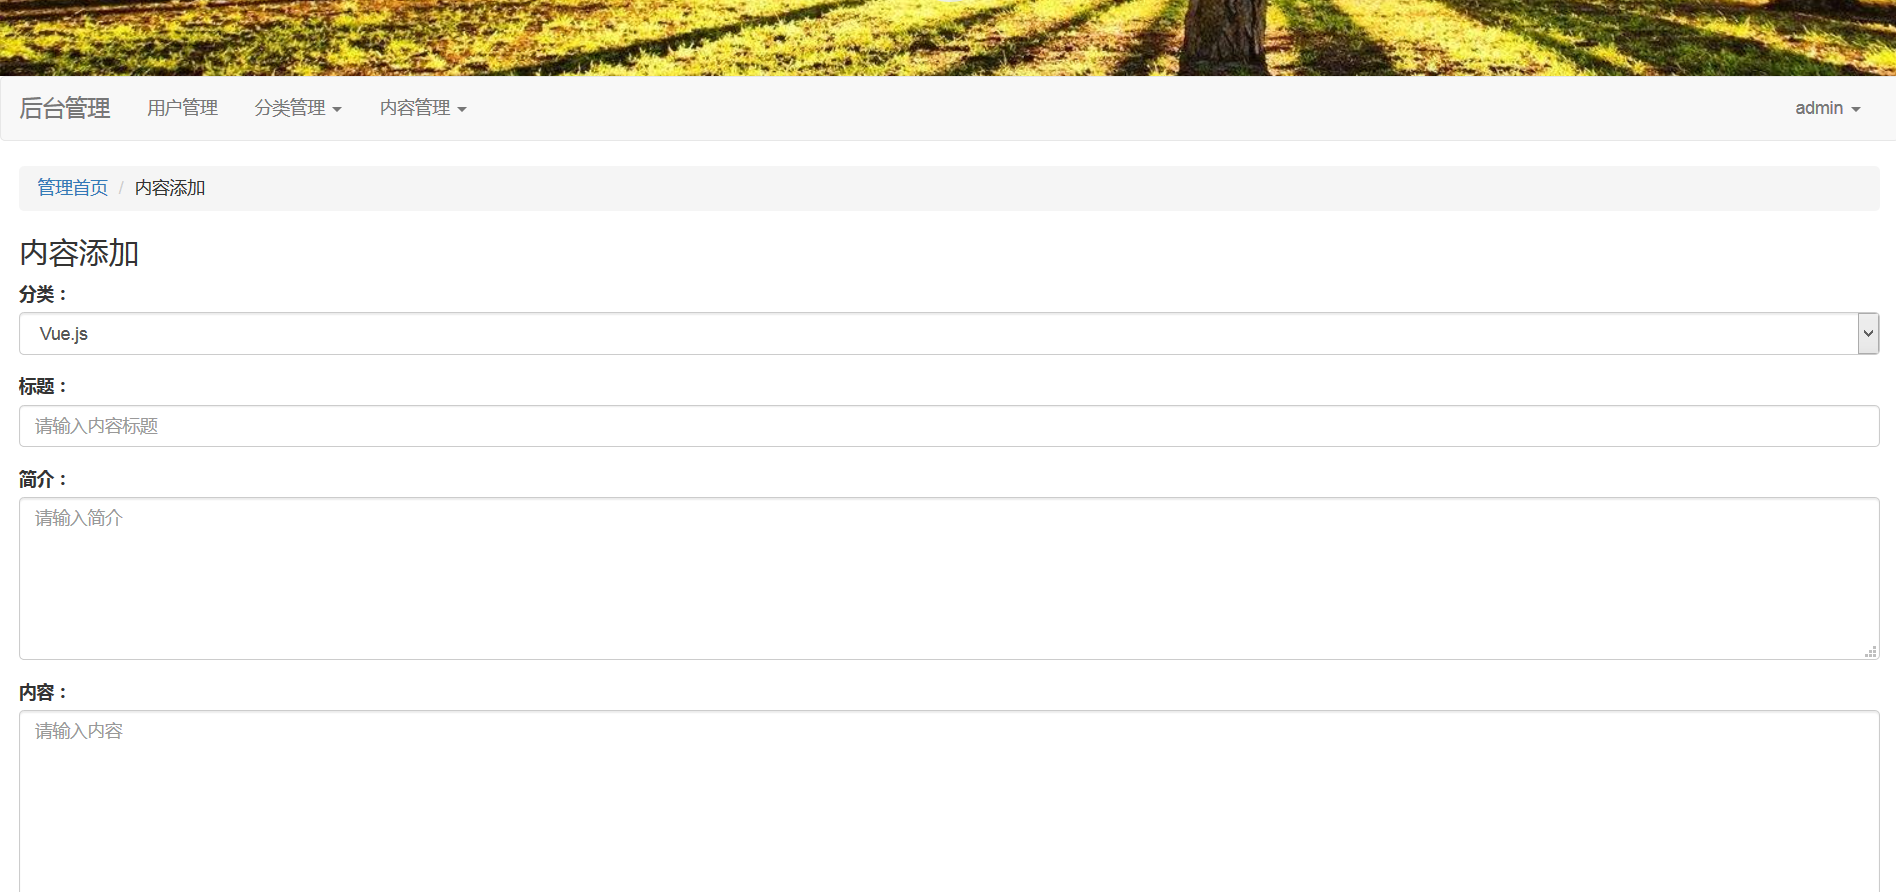 后台管理 用户管理 分类管理 内容管理 admin
管理首页 / 内容添加
内容添加
分类：
Vue.js
标题：
请输入内容标题
简介：
请输入简介
内容：
请输入内容